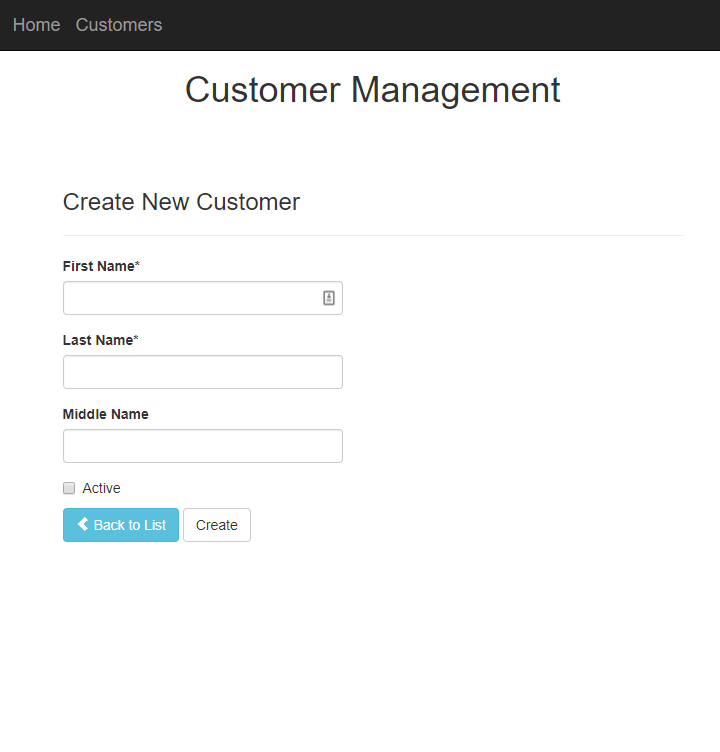 Home Customers
Customer Management
Create New Customer
First Name*
Last Name*
Middle Name
Active
Back to List Create